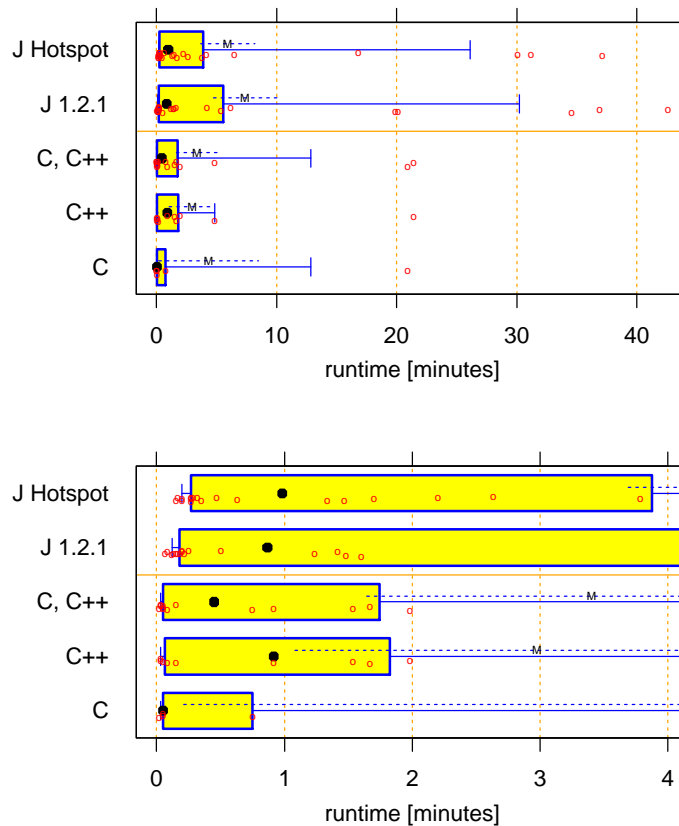 J Hotspot
M
J 1.2.1
M
C, C++
M
C++
M
C
M
0 10 20 30 40
runtime [minutes]
J Hotspot
J 1.2.1
C, C++
M
C++
M
C
0 1 2 3 4
runtime [minutes]